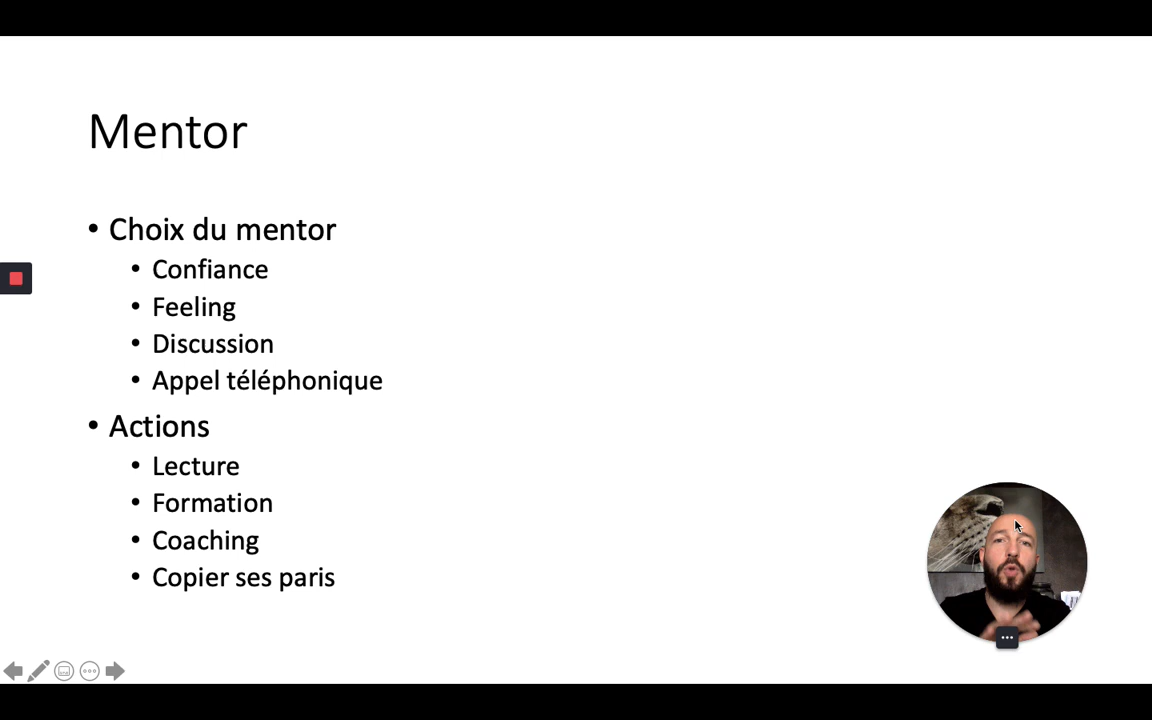 Mentor
• Choix du mentor
• Confiance
• Feeling
• Discussion
• Appel téléphonique
• Actions
• Lecture
• Formation
• Coaching
• Copier ses paris